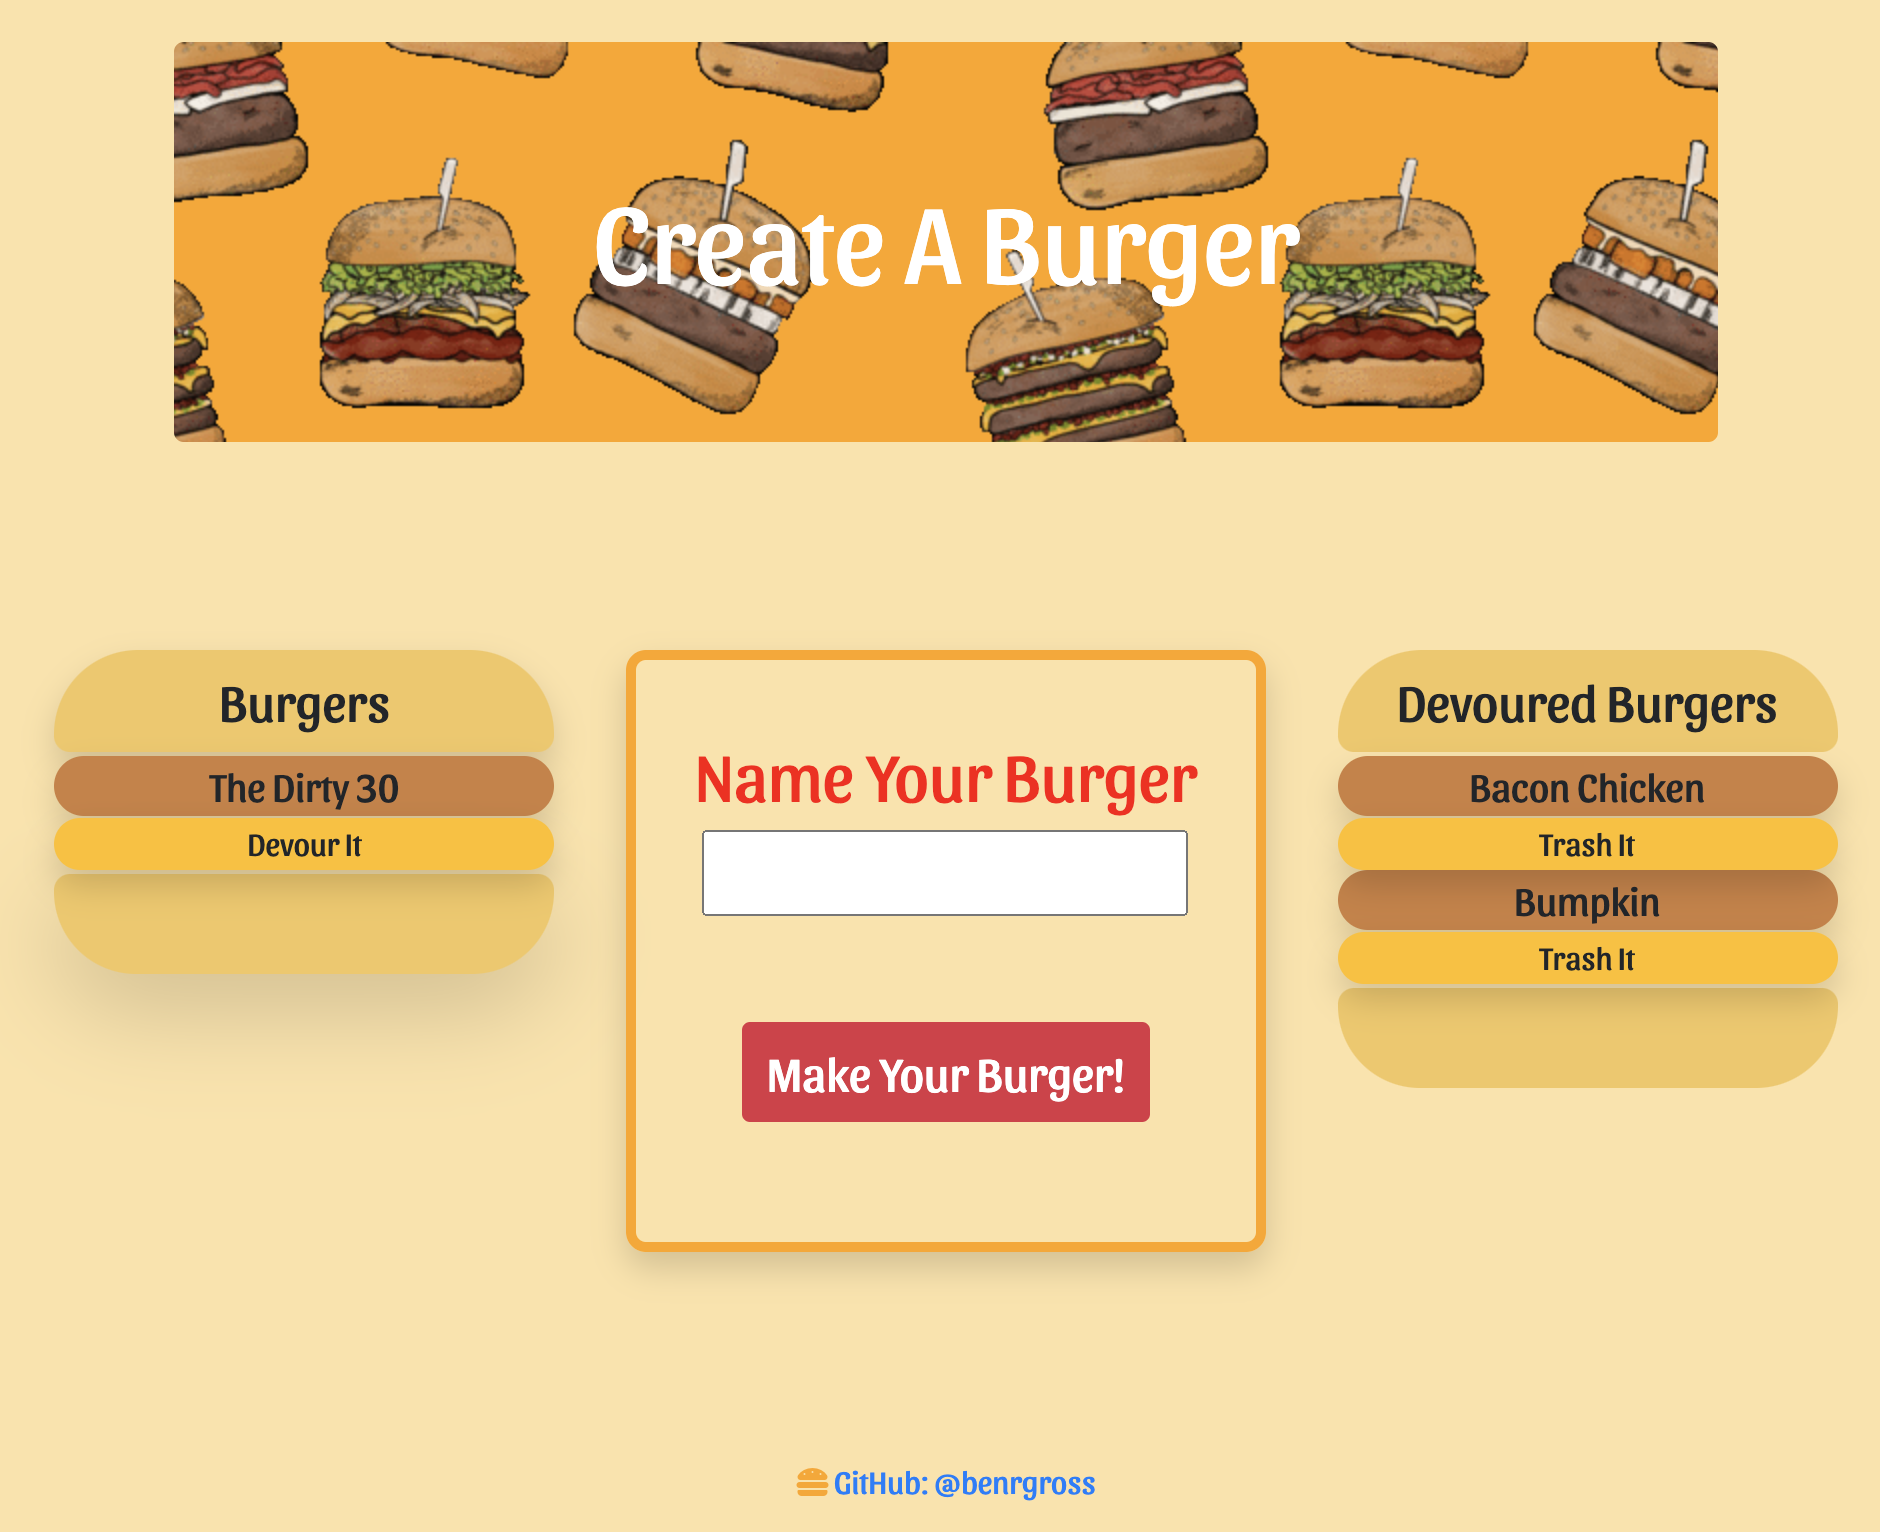 Create A Burger
Burgers
The Dirty 30
Devour It
Name Your Burger
Make Your Burger!
Devoured Burgers
Bacon Chicken
Trash It
Bumpkin
Trash It
GitHub: @benrgross